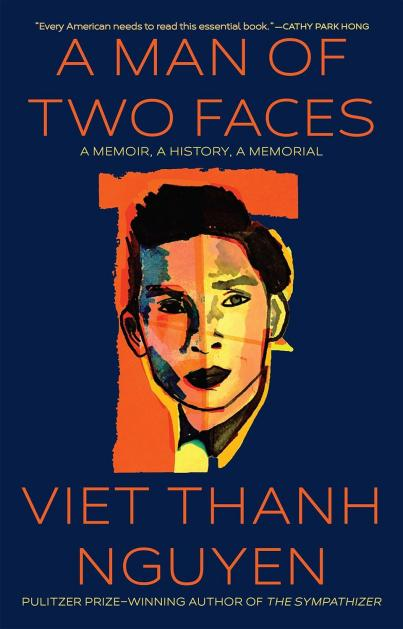 "Every American needs to read this essential book."—CATHY PARK HONG
A MAN OF
TWO FACES
A MEMOIR, A HISTORY, A MEMORIAL
VIET THANH
NGUYEN
PULITZER PRIZE–WINNING AUTHOR OF THE SYMPATHIZER